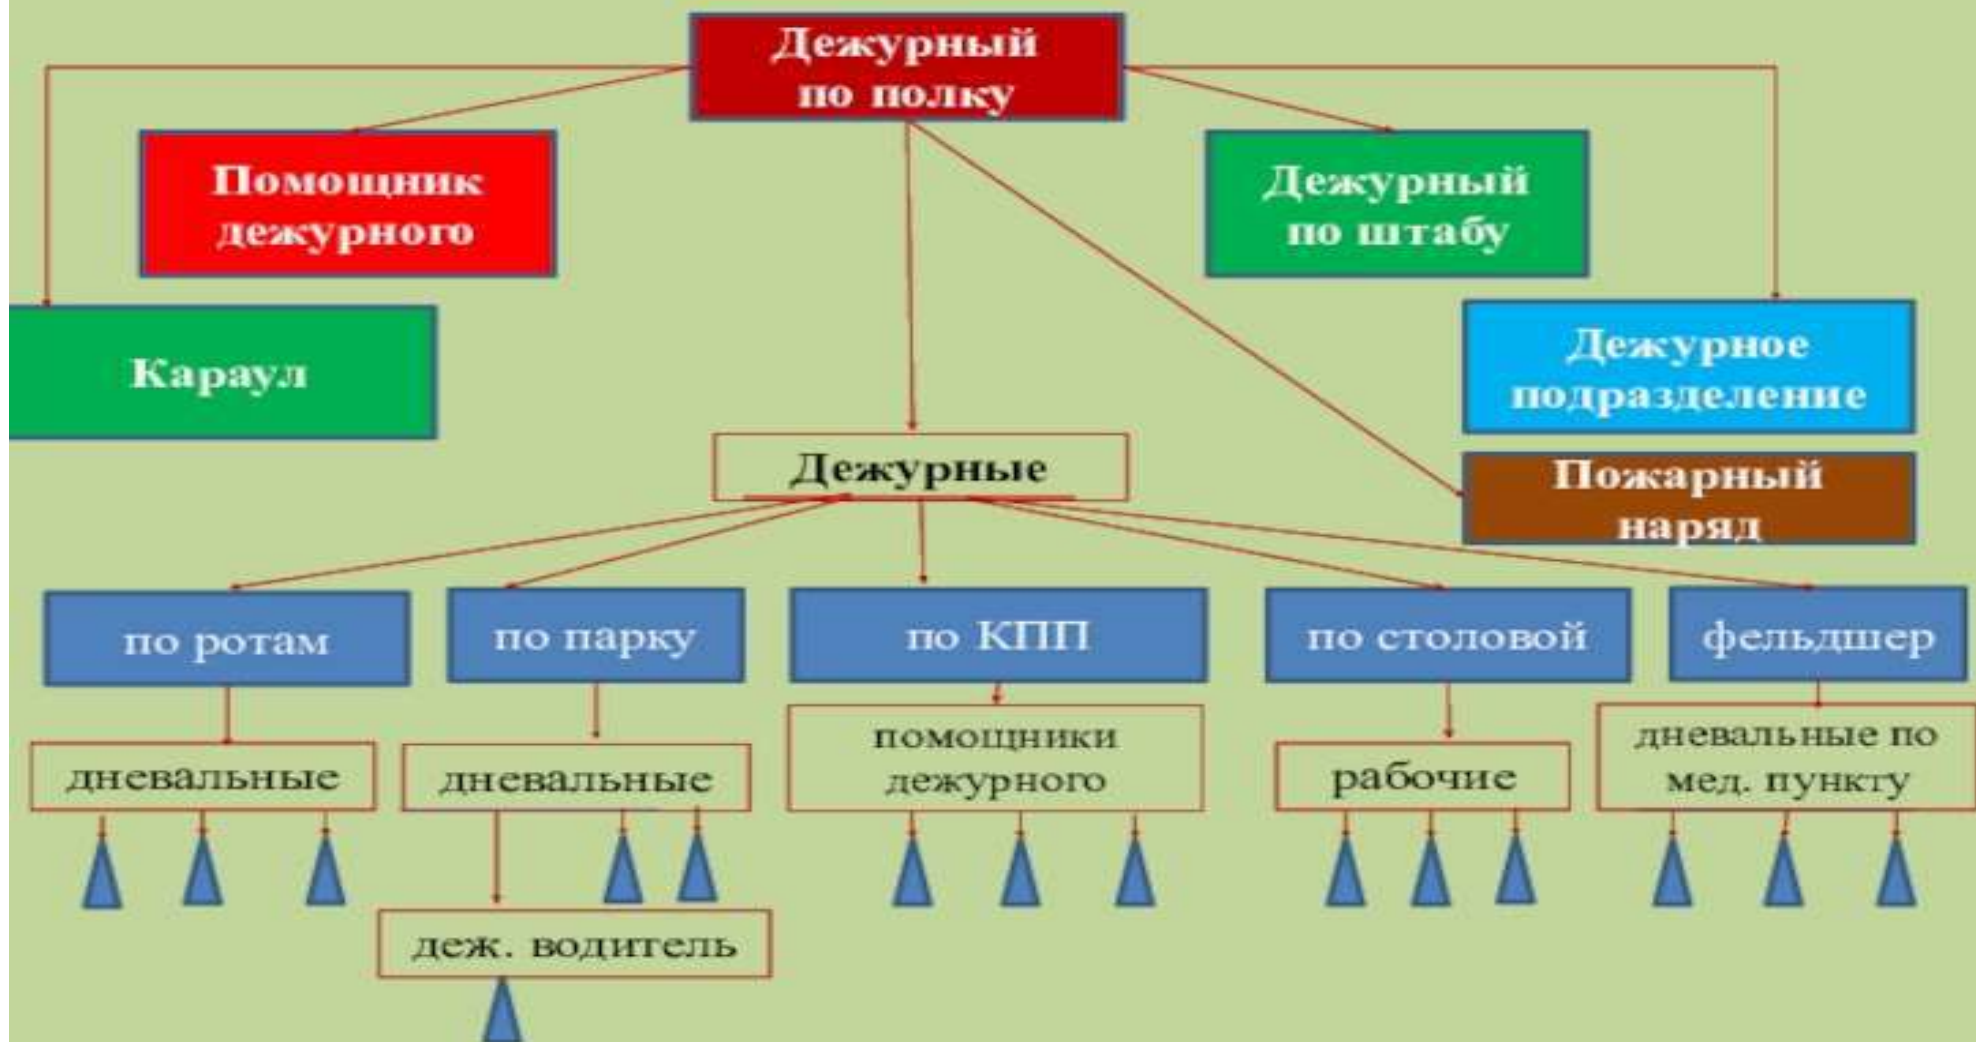 Дежурный
по полку
Помощник
дежурного
Дежурный
по штабу
Караул
Дежурное
подразделение
Дежурные
Пожарный
наряд
по ротам
по парку
по КПП
по столовой
фельдшер
дневальные
дневальные
помощники
дежурного
рабочие
дневальные по
мед. пункту
деж. водитель